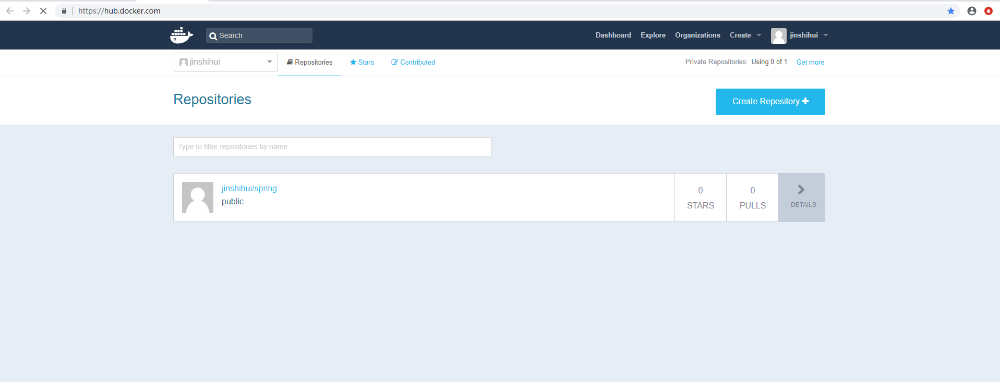 https://hub.docker.com
Search
Dashboard Explore Organizations Create jinshihui
jinshihui Repositories Stars Contributed Private Repositories: Using 0 of 1 Get more
Repositories
Create Repository
Type to filter repositories by name
jinshihui/spring
public
0
STARS
0
PULLS
DETAILS